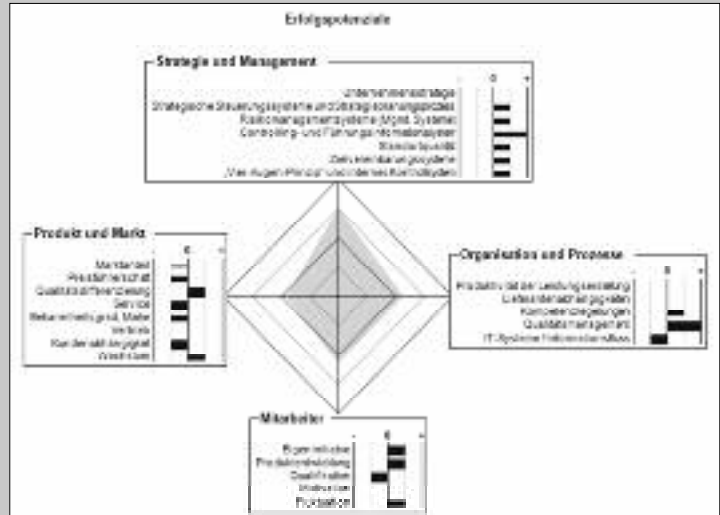 Erfolgspotenziale
Strategie und Management
- 0 +
Unternehmensstrategie
Strategische Steuerungssysteme und Strategieplanungsprozess
Risikomanagementsysteme (Mgmt. Systeme)
Controlling- und Führungsinformationssystem
Standortqualität
Zielvereinbarungssysteme
„Vier-Augen-Prinzip“ und internes Kontrollsystem
Produkt und Markt
- 0 +
Marktanteil
Preisführerschaft
Qualitätsdifferenzierung
Service
Bekanntheitsgrad, Marke
Vertrieb
Kundenabhängigkeit
Wachstum
Organisation und Prozesse
- 0 +
Produktivität der Leistungserstellung
Lieferantenabhängigkeiten
Kompetenzregelungen
Qualitätsmanagement
IT-Systeme/Informationsfluss
Mitarbeiter
- 0 +
Eigeninitiative
Produktentwicklung
Qualifikation
Motivation
Fluktuation